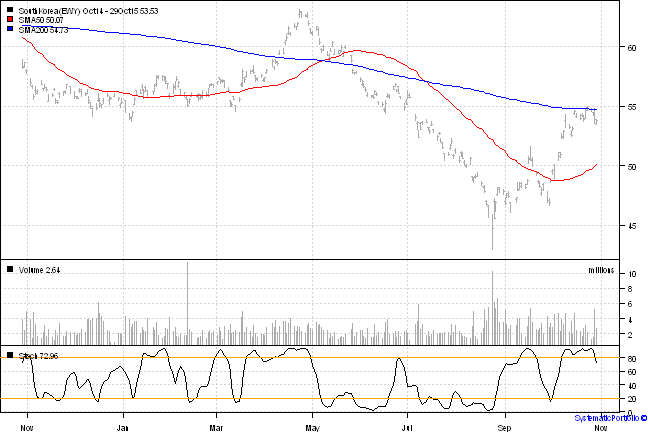 South Korea(EWY) Oct14 - 29Oct15 53.53
SMA50 50.07
SMA200 54.73
60
55
50
45
Volume 2.64
millions
10
8
6
4
2
Stoch 72.96
80
60
40
20
0
Nov Jan Mar May Jul Sep Nov
SystematicPortfolio ©